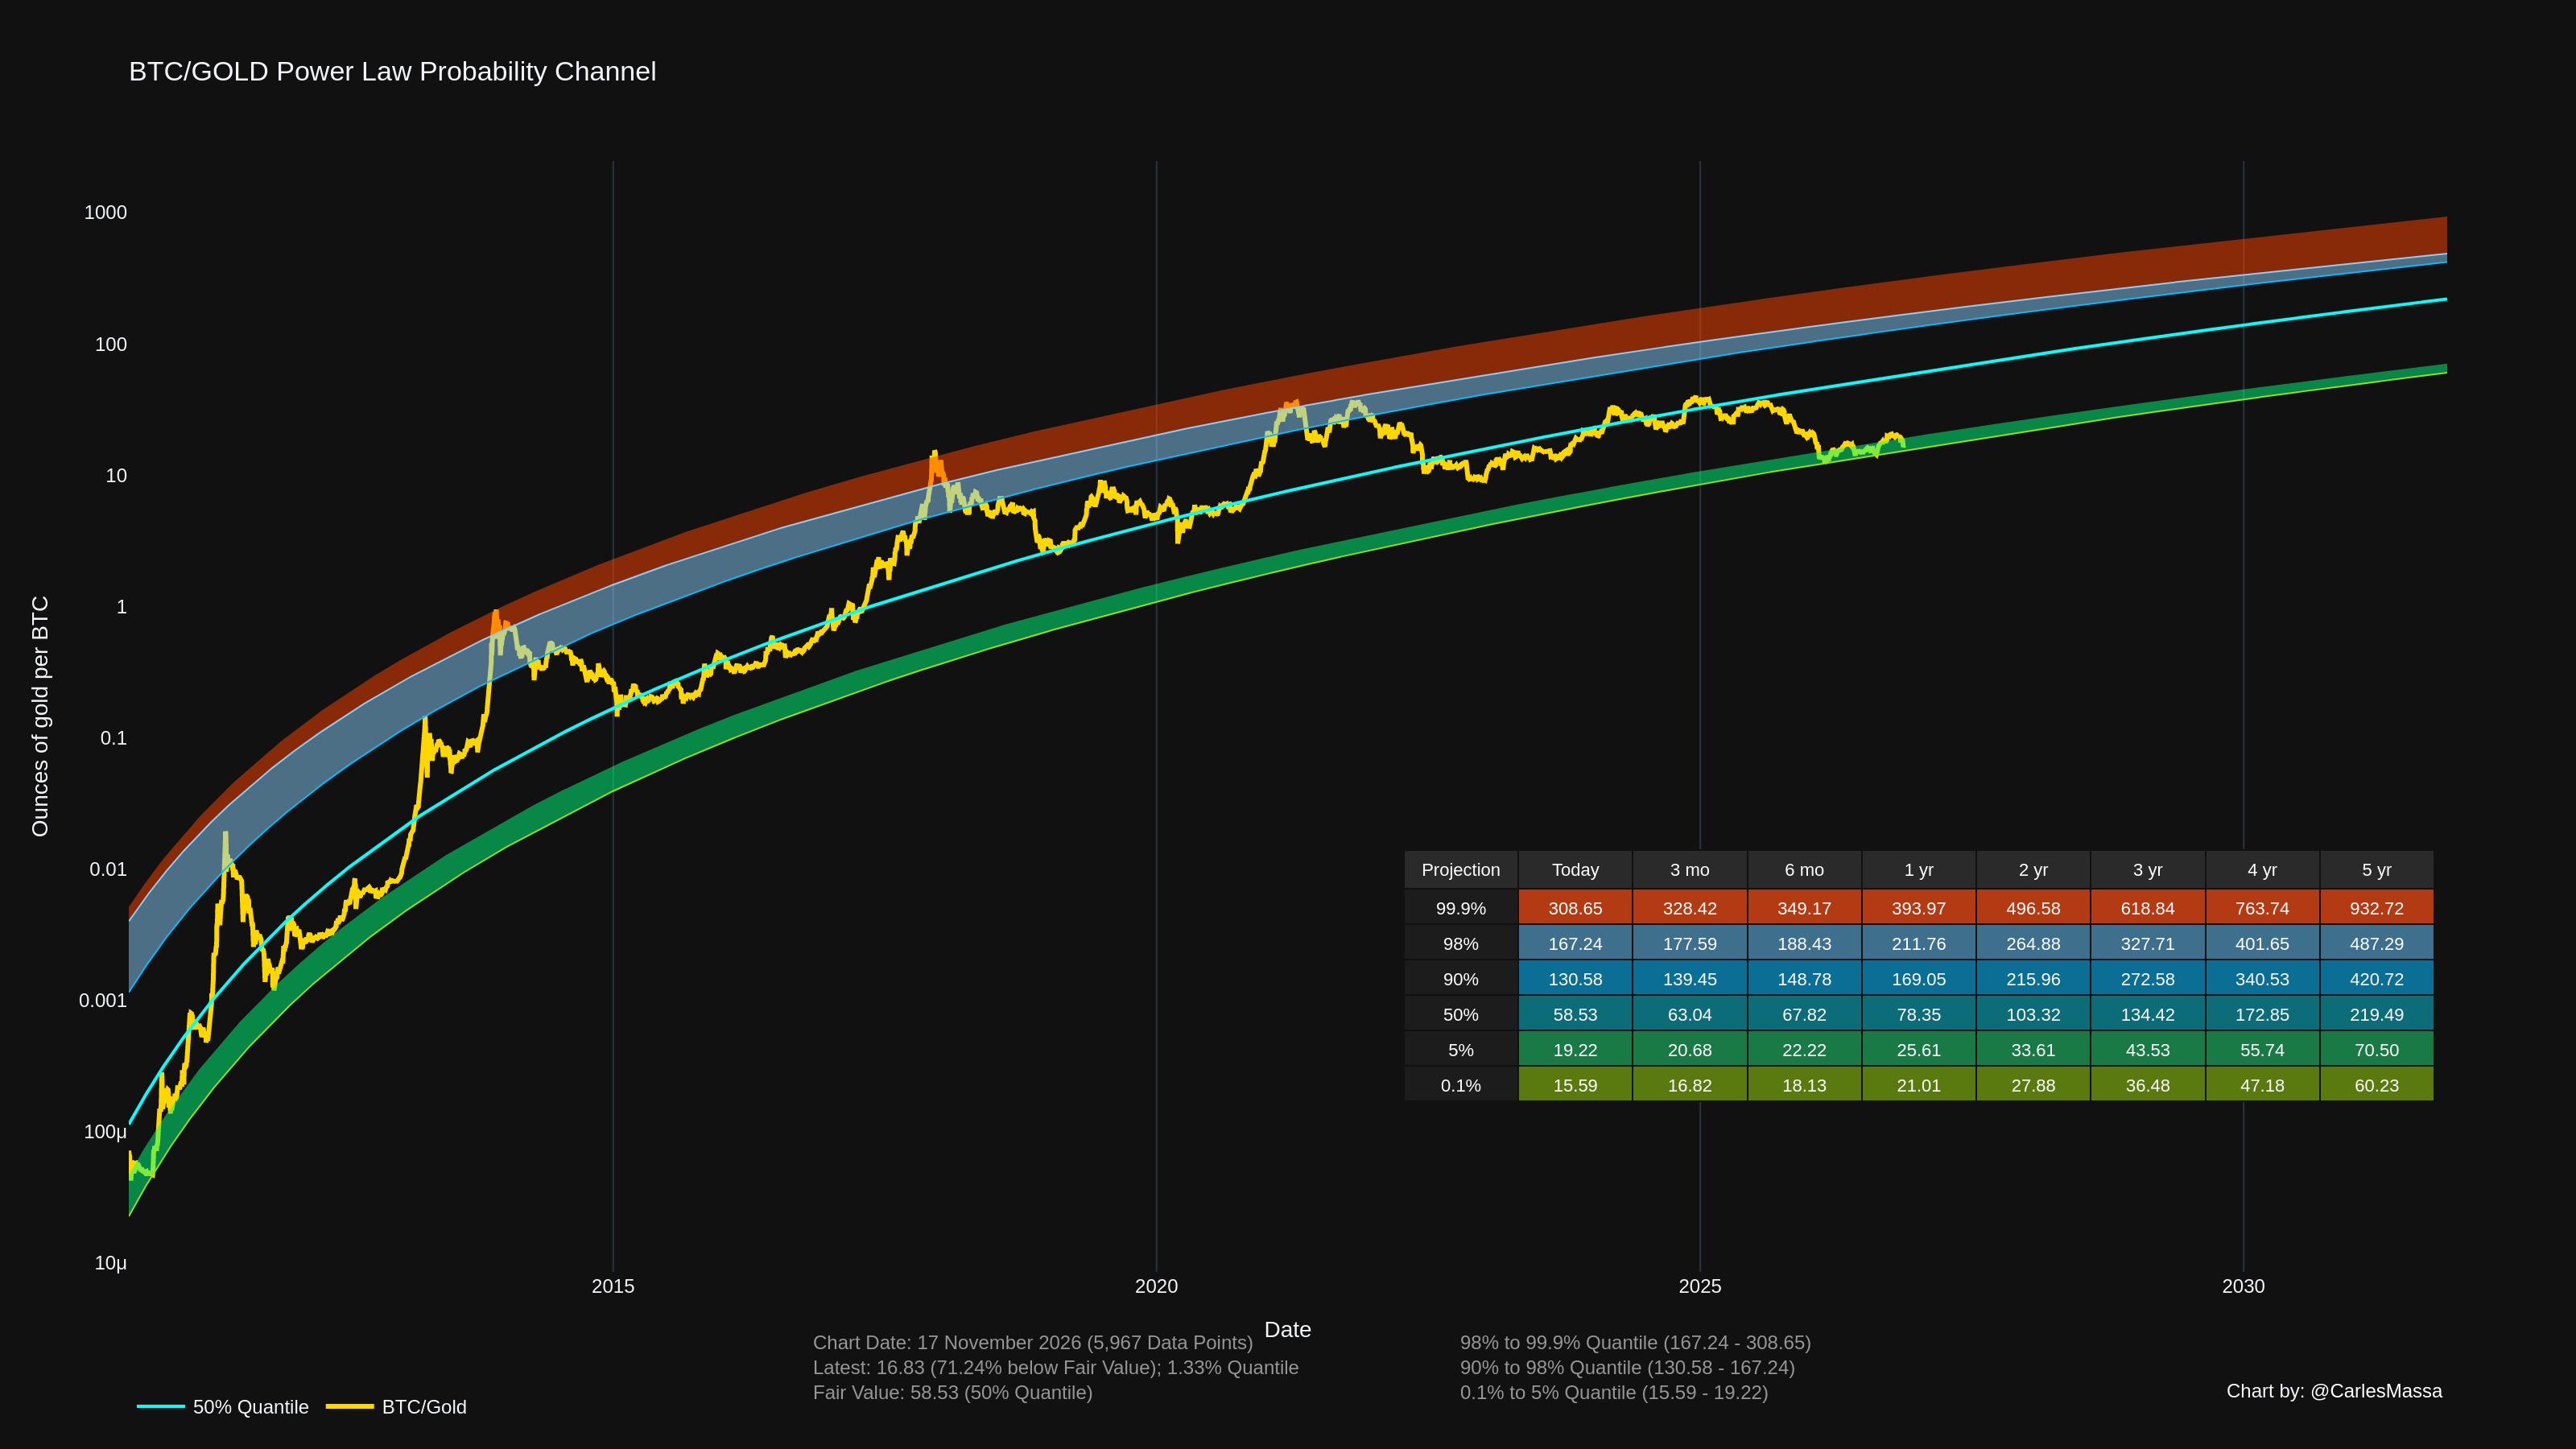 BTC/GOLD Power Law Probability Channel
1000
100
10
1
0.1
0.01
0.001
100μ
10μ
Ounces of gold per BTC
2015 2020 2025 2030
Date
Projection Today 3 mo 6 mo 1 yr 2 yr 3 yr 4 yr 5 yr
99.9% 308.65 328.42 349.17 393.97 496.58 618.84 763.74 932.72
98% 167.24 177.59 188.43 211.76 264.88 327.71 401.65 487.29
90% 130.58 139.45 148.78 169.05 215.96 272.58 340.53 420.72
50% 58.53 63.04 67.82 78.35 103.32 134.42 172.85 219.49
5% 19.22 20.68 22.22 25.61 33.61 43.53 55.74 70.50
0.1% 15.59 16.82 18.13 21.01 27.88 36.48 47.18 60.23
Chart Date: 17 November 2026 (5,967 Data Points)
Latest: 16.83 (71.24% below Fair Value); 1.33% Quantile
Fair Value: 58.53 (50% Quantile)
98% to 99.9% Quantile (167.24 - 308.65)
90% to 98% Quantile (130.58 - 167.24)
0.1% to 5% Quantile (15.59 - 19.22)
Chart by: @CarlesMassa
50% Quantile BTC/Gold